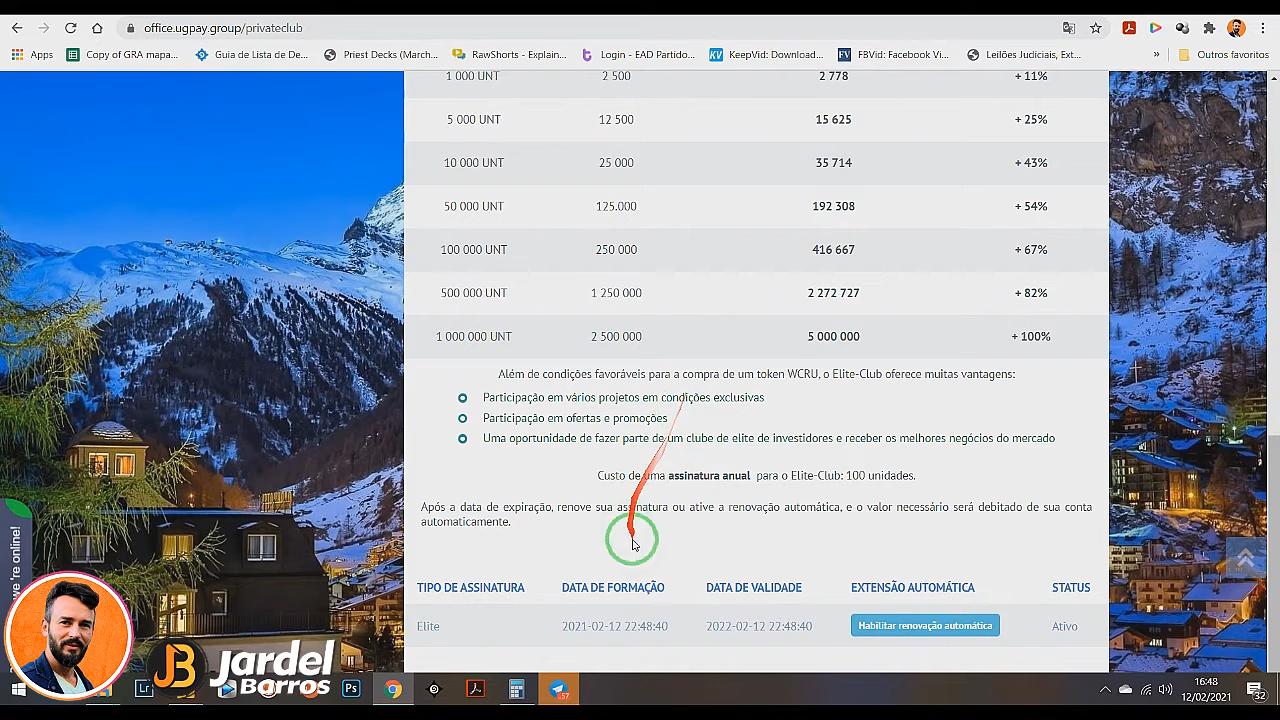 office.ugpay.group/privateclub
Apps
Copy of GRA mapa...
Guia de Lista de De...
Priest Decks (March...
RawShorts - Explain...
Login - EAD Partido...
KeepVid: Download...
FBVid: Facebook Vi...
Leilões Judiciais, Ext...
»
Outros favoritos
1 000 UNT 2 500 2 778 + 11%
5 000 UNT 12 500 15 625 + 25%
10 000 UNT 25 000 35 714 + 43%
50 000 UNT 125.000 192 308 + 54%
100 000 UNT 250 000 416 667 + 67%
500 000 UNT 1 250 000 2 272 727 + 82%
1 000 000 UNT 2 500 000 5 000 000 + 100%
Além de condições favoráveis para a compra de um token WCRU, o Elite-Club oferece muitas vantagens:
Participação em vários projetos em condições exclusivas
Participação em ofertas e promoções
Uma oportunidade de fazer parte de um clube de elite de investidores e receber os melhores negócios do mercado
Custo de uma assinatura anual para o Elite-Club: 100 unidades.
Após a data de expiração, renove sua assinatura ou ative a renovação automática, e o valor necessário será debitado de sua conta
automaticamente.
TIPO DE ASSINATURA DATA DE FORMAÇÃO DATA DE VALIDADE EXTENSÃO AUTOMÁTICA STATUS
Elite 2021-02-12 22:48:40 2022-02-12 22:48:40 Habilitar renovação automática Ativo
we're online!
JB
Jardel
Barros
Lr
Ps
57
16:48
12/02/2021
32